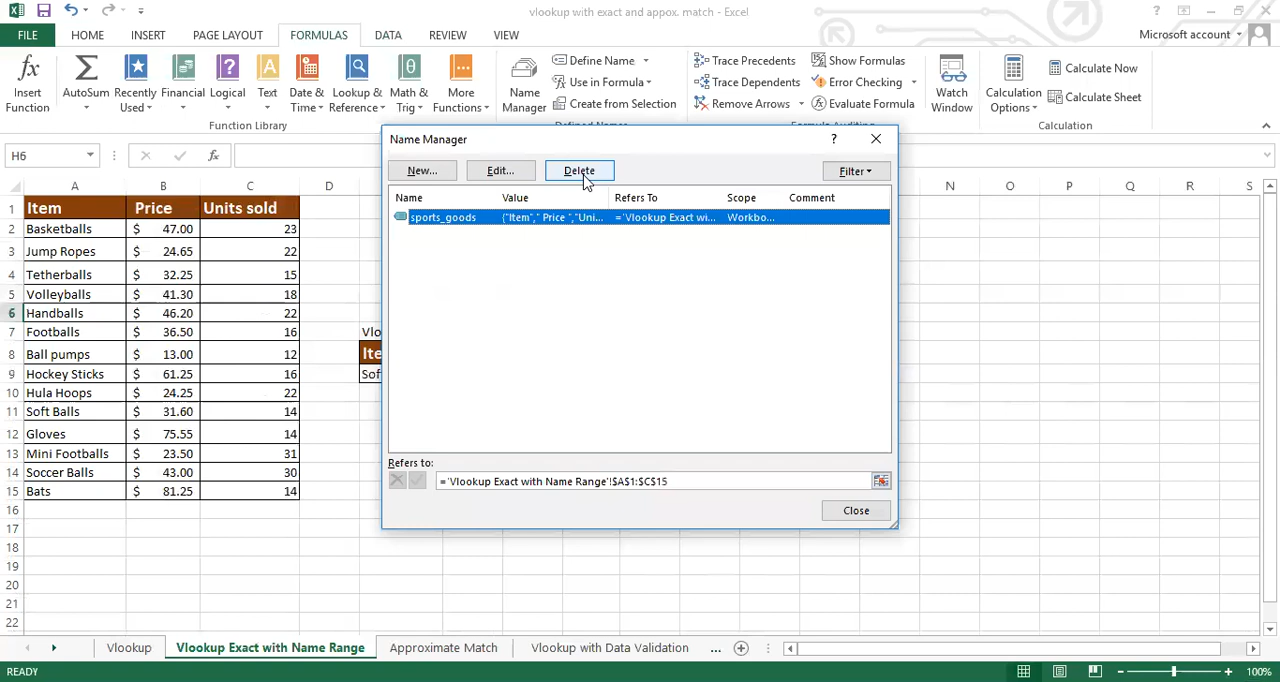 vlookup with exact and appox. match - Excel
FILE HOME INSERT PAGE LAYOUT FORMULAS DATA REVIEW VIEW Microsoft account
Insert Function
AutoSum
Recently Used
Financial
Logical
Text
Date & Time
Lookup & Reference
Math & Trig
More Functions
Function Library
Name Manager
Define Name
Use in Formula
Create from Selection
Trace Precedents
Trace Dependents
Remove Arrows
Show Formulas
Error Checking
Evaluate Formula
Watch Window
Calculation Options
Calculate Now
Calculate Sheet
Calculation
H6 fx
A B C D N O P Q R S
1 Item Price Units sold
2 Basketballs $ 47.00 23
3 Jump Ropes $ 24.65 22
4 Tetherballs $ 32.25 15
5 Volleyballs $ 41.30 18
6 Handballs $ 46.20 22
7 Footballs $ 36.50 16 Vlo
8 Ball pumps $ 13.00 12 Ite
9 Hockey Sticks $ 61.25 16 Sof
10 Hula Hoops $ 24.25 22
11 Soft Balls $ 31.60 14
12 Gloves $ 75.55 14
13 Mini Footballs $ 23.50 31
14 Soccer Balls $ 43.00 30
15 Bats $ 81.25 14
16
17
18
19
20
21
22
Name Manager ?
New... Edit... Delete Filter
Name Value Refers To Scope Comment
sports_goods {"Item"," Price ","Uni... ='Vlookup Exact wi... Workbo...
Refers to:
='Vlookup Exact with Name Range'!$A$1:$C$15
Close
Vlookup Vlookup Exact with Name Range Approximate Match Vlookup with Data Validation ...
READY 100%